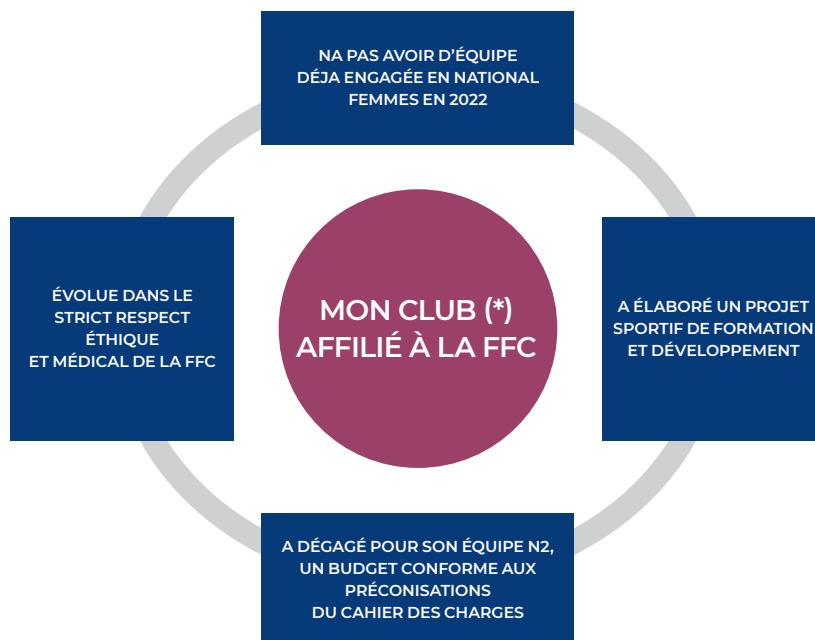 NA PAS AVOIR D'ÉQUIPE
DÉJA ENGAGÉE EN NATIONAL
FEMMES EN 2022
ÉVOLUE DANS LE
STRICT RESPECT
ÉTHIQUE
ET MÉDICAL DE LA FFC
MON CLUB (*)
AFFILIÉ À LA FFC
A ÉLABORÉ UN PROJET
SPORTIF DE FORMATION
ET DÉVELOPPEMENT
A DÉGAGÉ POUR SON ÉQUIPE N2,
UN BUDGET CONFORME AUX
PRÉCONISATIONS
DU CAHIER DES CHARGES